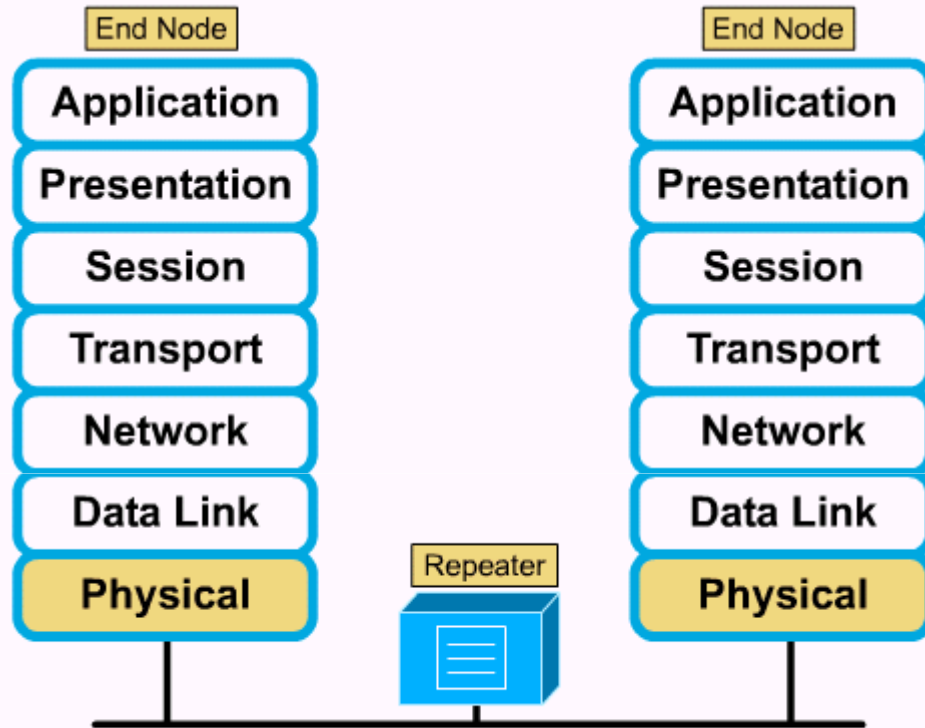 End Node
Application
Presentation
Session
Transport
Network
Data Link
Physical
Repeater
End Node
Application
Presentation
Session
Transport
Network
Data Link
Physical